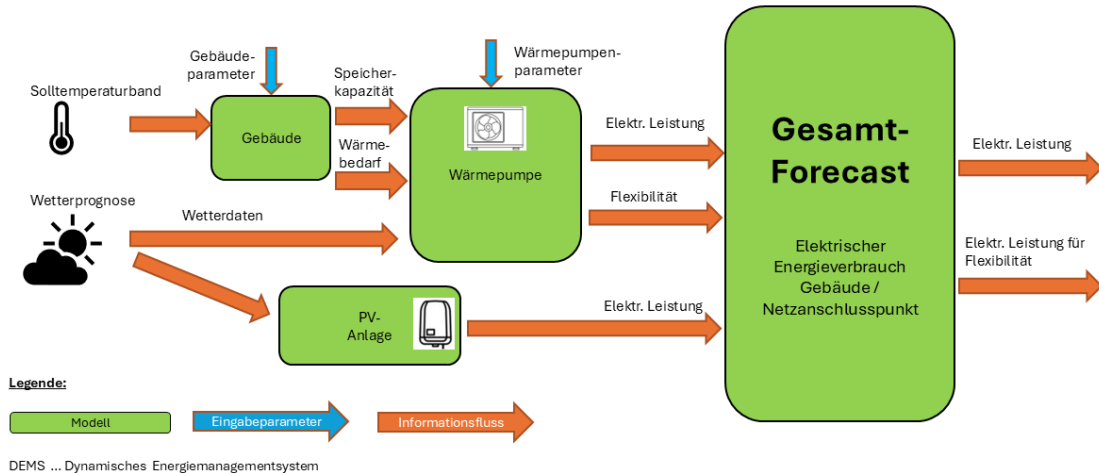 Gebäude-
parameter
Wärmepumpen-
parameter
Solltemperaturband
Speicher-
kapazität
Gebäude
Wärme-
bedarf
Wärmepumpe
Elektr. Leistung
Flexibilität
Gesamt-
Forecast
Elektrischer
Energieverbrauch
Gebäude /
Netzanschlusspunkt
Elektr. Leistung
Elektr. Leistung für
Flexibilität
Wetterprognose
Wetterdaten
PV-
Anlage
Elektr. Leistung
Legende:
Modell
Eingabeparameter
Informationsfluss
DEMS ... Dynamisches Energiemanagementsystem